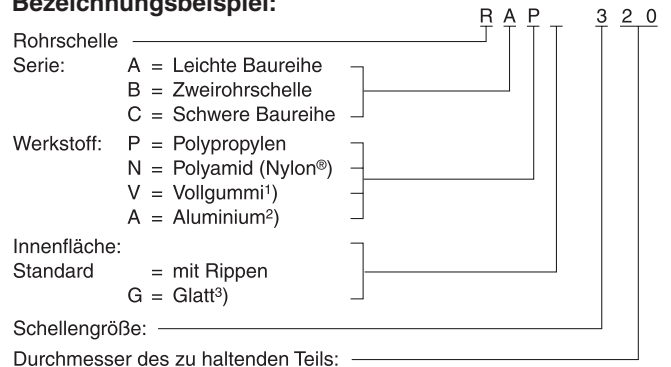 Bezeichnungsbeispiel:
R A P _ 3 2 0
Rohrschelle
Serie: A = Leichte Baureihe
B = Zweirohrschelle
C = Schwere Baureihe
Werkstoff: P = Polypropylen
N = Polyamid (Nylon®)
V = Vollgummi¹)
A = Aluminium²)
Innenfläche:
Standard = mit Rippen
G = Glatt³)
Schellengröße:
Durchmesser des zu haltenden Teils: